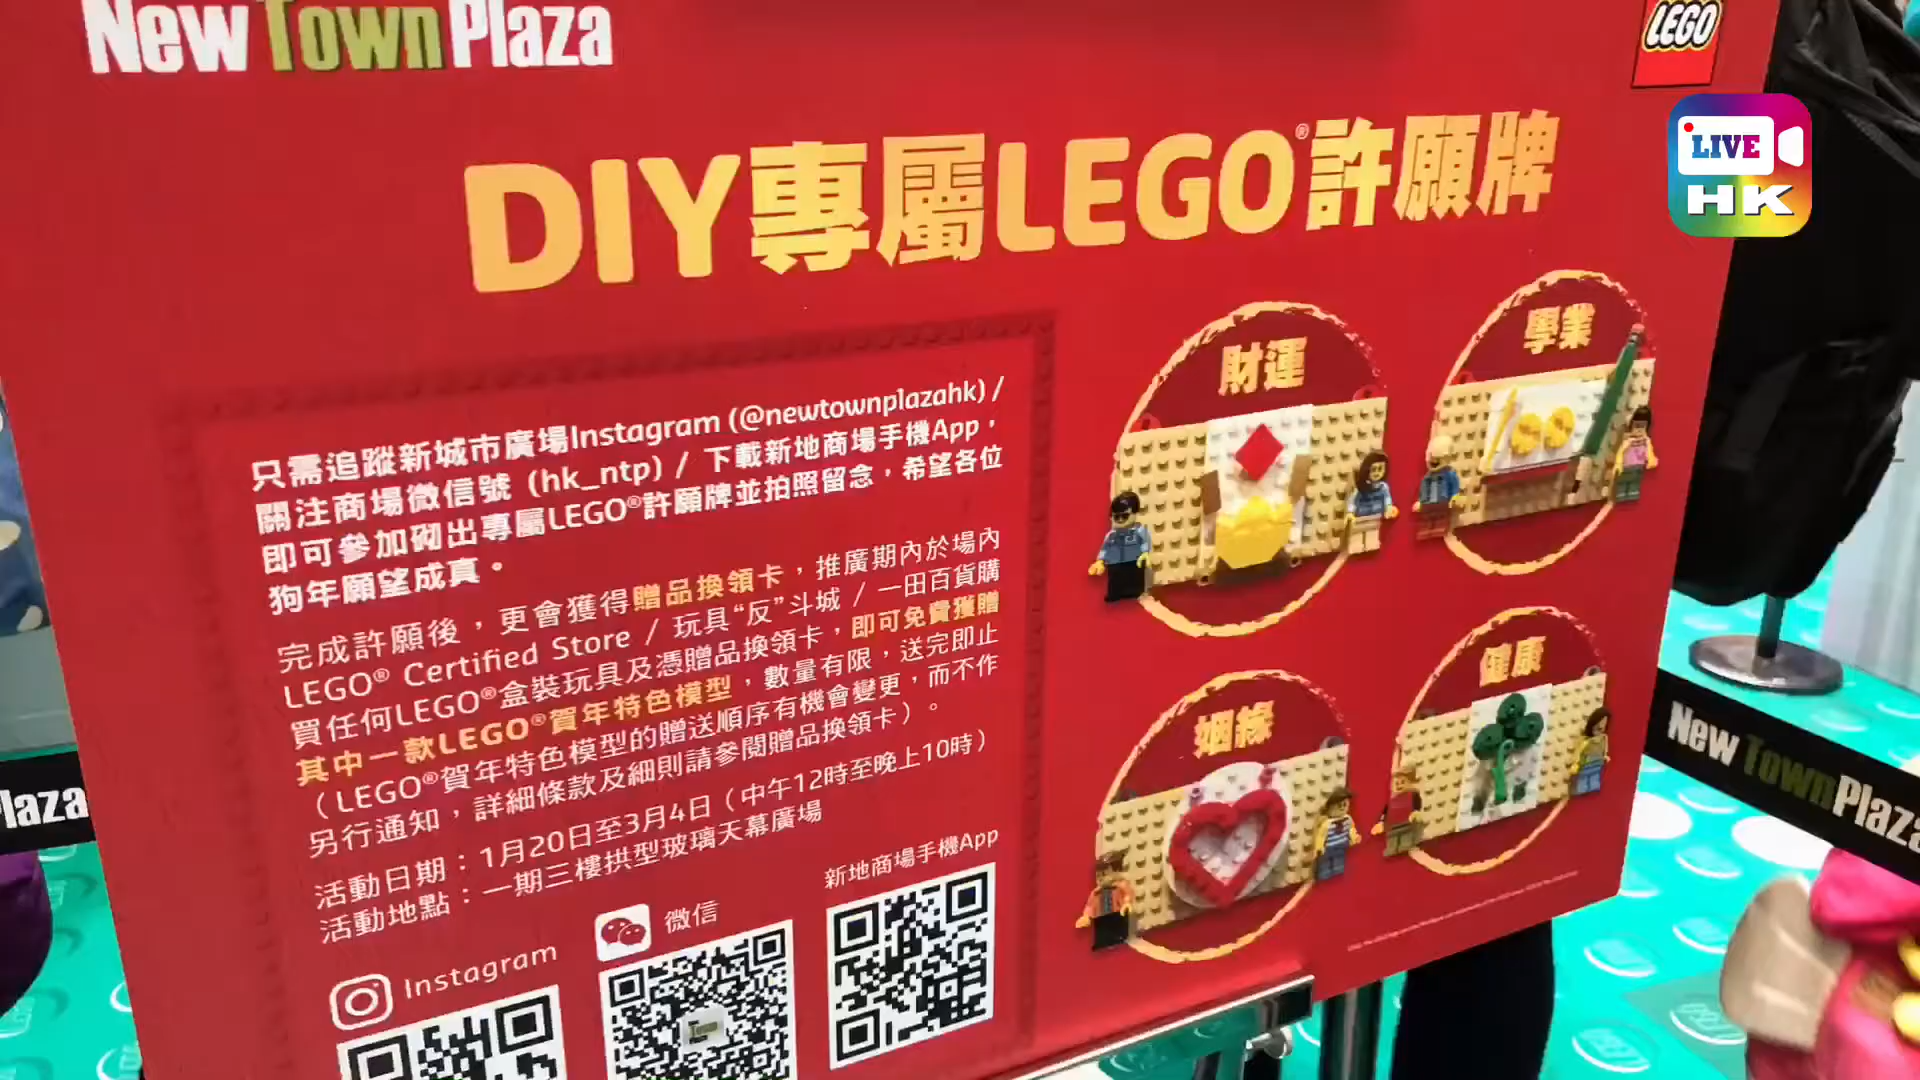 New Town Plaza
LEGO
LIVE
HK
DIY專屬LEGO®許願牌
只需追蹤新城市廣場Instagram (@newtownplazahk) /
關注商場微信號 (hk_ntp) / 下載新地商場手機App，
即可參加砌出專屬LEGO®許願牌並拍照留念，希望各位
狗年願望成真。
完成許願後，更會獲得贈品換領卡，推廣期內於場內
LEGO® Certified Store / 玩具“反”斗城 / 一田百貨購
買任何LEGO®盒裝玩具及憑贈品換領卡，即可免費獲贈
其中一款LEGO®賀年特色模型，數量有限，送完即止
（LEGO®賀年特色模型的贈送順序有機會變更，而不作
另行通知，詳細條款及細則請參閱贈品換領卡）。
活動日期：1月20日至3月4日（中午12時至晚上10時）
活動地點：一期三樓拱型玻璃天幕廣場
Instagram
微信
新地商場手機App
財運
學業
姻緣
健康
New Town Plaza
Plaza